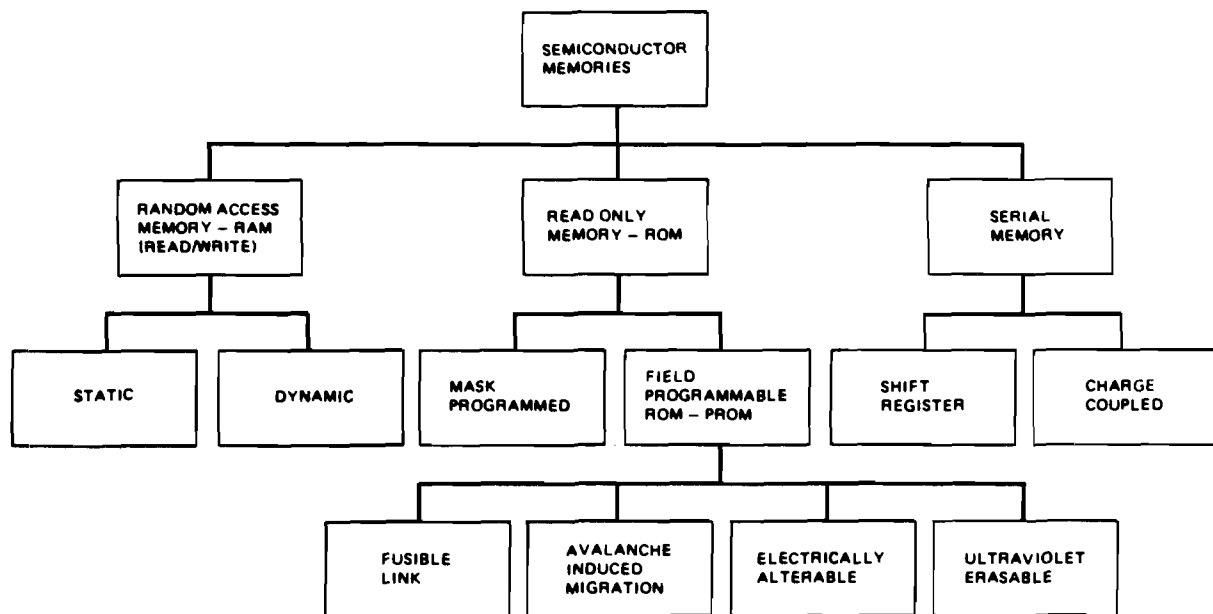 SEMICONDUCTOR
MEMORIES
RANDOM ACCESS
MEMORY – RAM
(READ/WRITE)
READ ONLY
MEMORY – ROM
SERIAL
MEMORY
STATIC
DYNAMIC
MASK
PROGRAMMED
FIELD
PROGRAMMABLE
ROM – PROM
SHIFT
REGISTER
CHARGE
COUPLED
FUSIBLE
LINK
AVALANCHE
INDUCED
MIGRATION
ELECTRICALLY
ALTERABLE
ULTRAVIOLET
ERASABLE